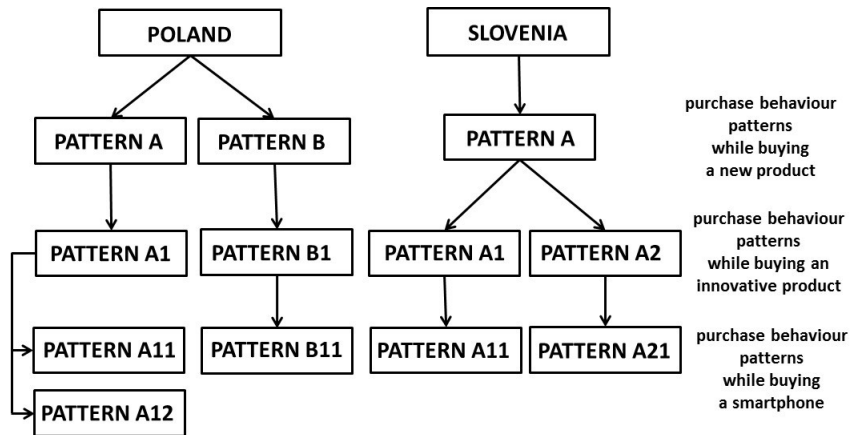 POLAND
SLOVENIA
PATTERN A
PATTERN B
PATTERN A
purchase behaviour
patterns
while buying
a new product
PATTERN A1
PATTERN B1
PATTERN A1
PATTERN A2
purchase behaviour
patterns
while buying an
innovative product
PATTERN A11
PATTERN B11
PATTERN A11
PATTERN A21
purchase behaviour
patterns
while buying
a smartphone
PATTERN A12